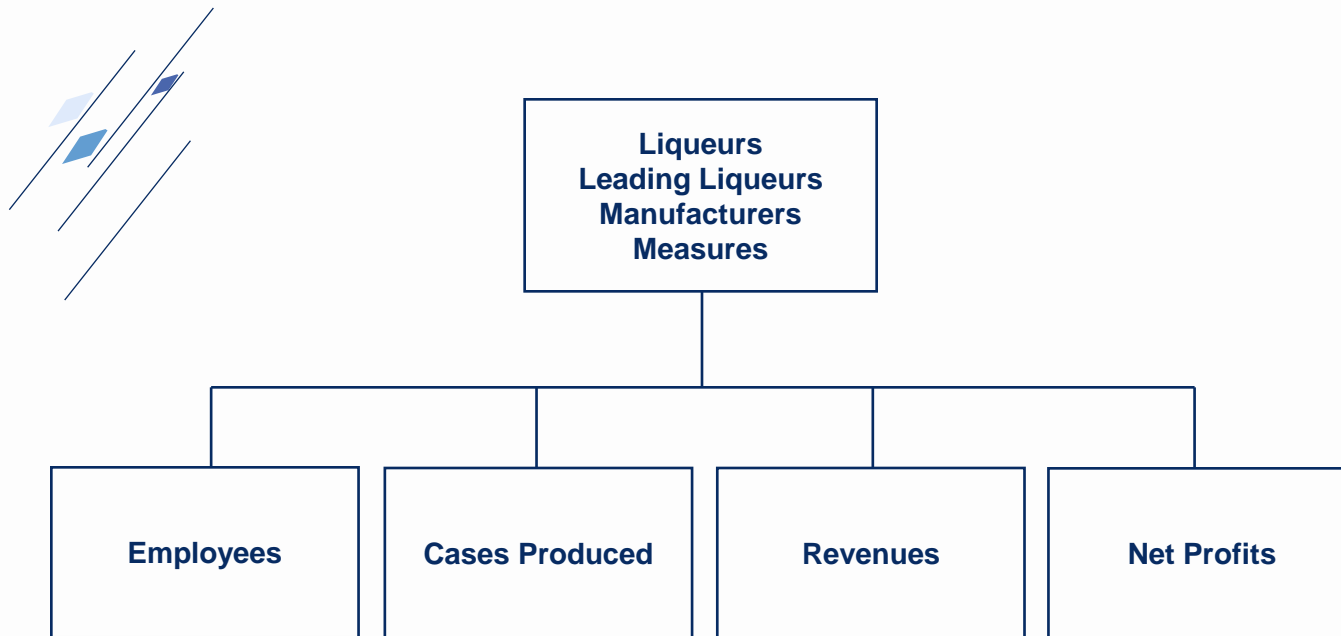 Liqueurs
Leading Liqueurs
Manufacturers
Measures
Employees
Cases Produced
Revenues
Net Profits